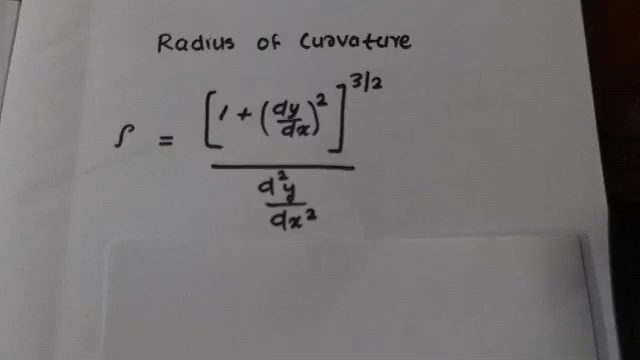 Radius of Curvature
ρ = [1 + (dy/dx)²]^3/2 / d²y/dx²